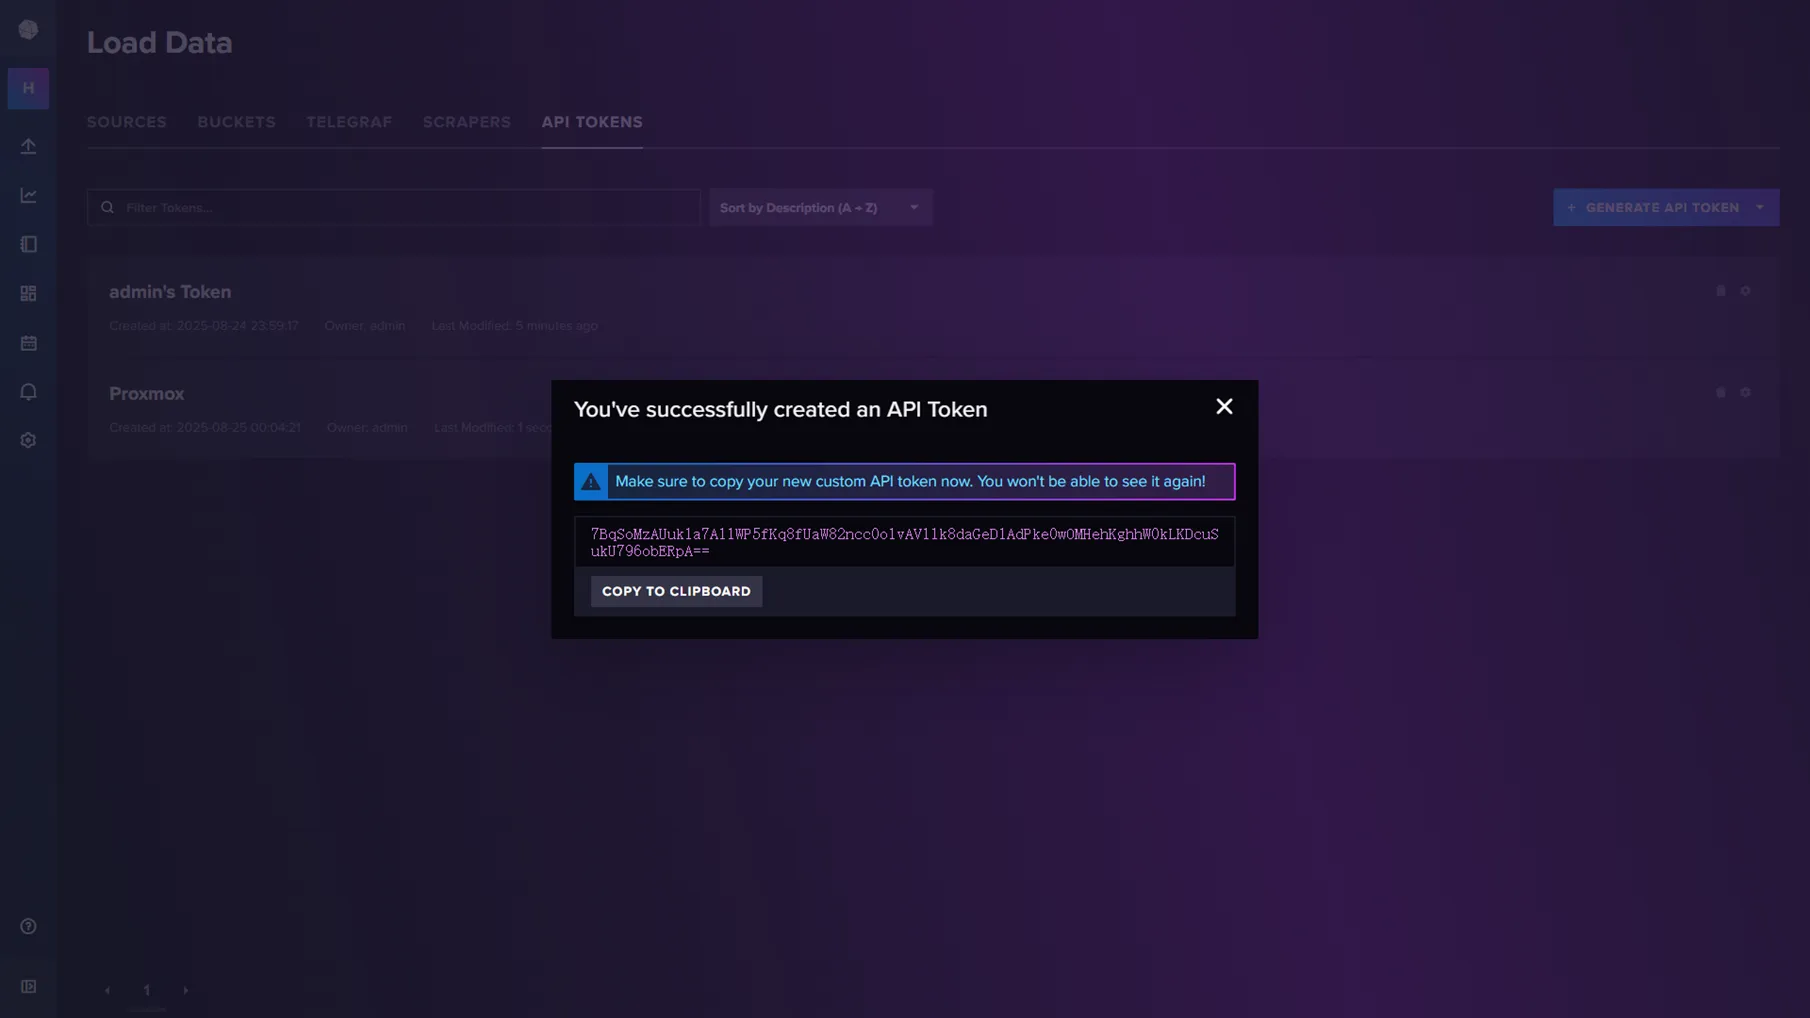 Load Data
H
SOURCES BUCKETS TELEGRAF SCRAPERS API TOKENS
Filter Tokens...
Sort by Description (A → Z)
+ GENERATE API TOKEN
admin's Token
Created at: 2025-08-24 23:59:17 Owner: admin Last Modified: 5 minutes ago
Proxmox
Created at: 2025-08-25 00:04:21 Owner: admin Last Modified: 1 seco
You've successfully created an API Token
Make sure to copy your new custom API token now. You won't be able to see it again!
7BqSoMzAUuk1a7A11WP5fKq8fUaW82ncc0o1vAV11k8daGeD1AdPke0wOMHehKghhW0kLKDcuS
ukU796obERpA==
COPY TO CLIPBOARD
1